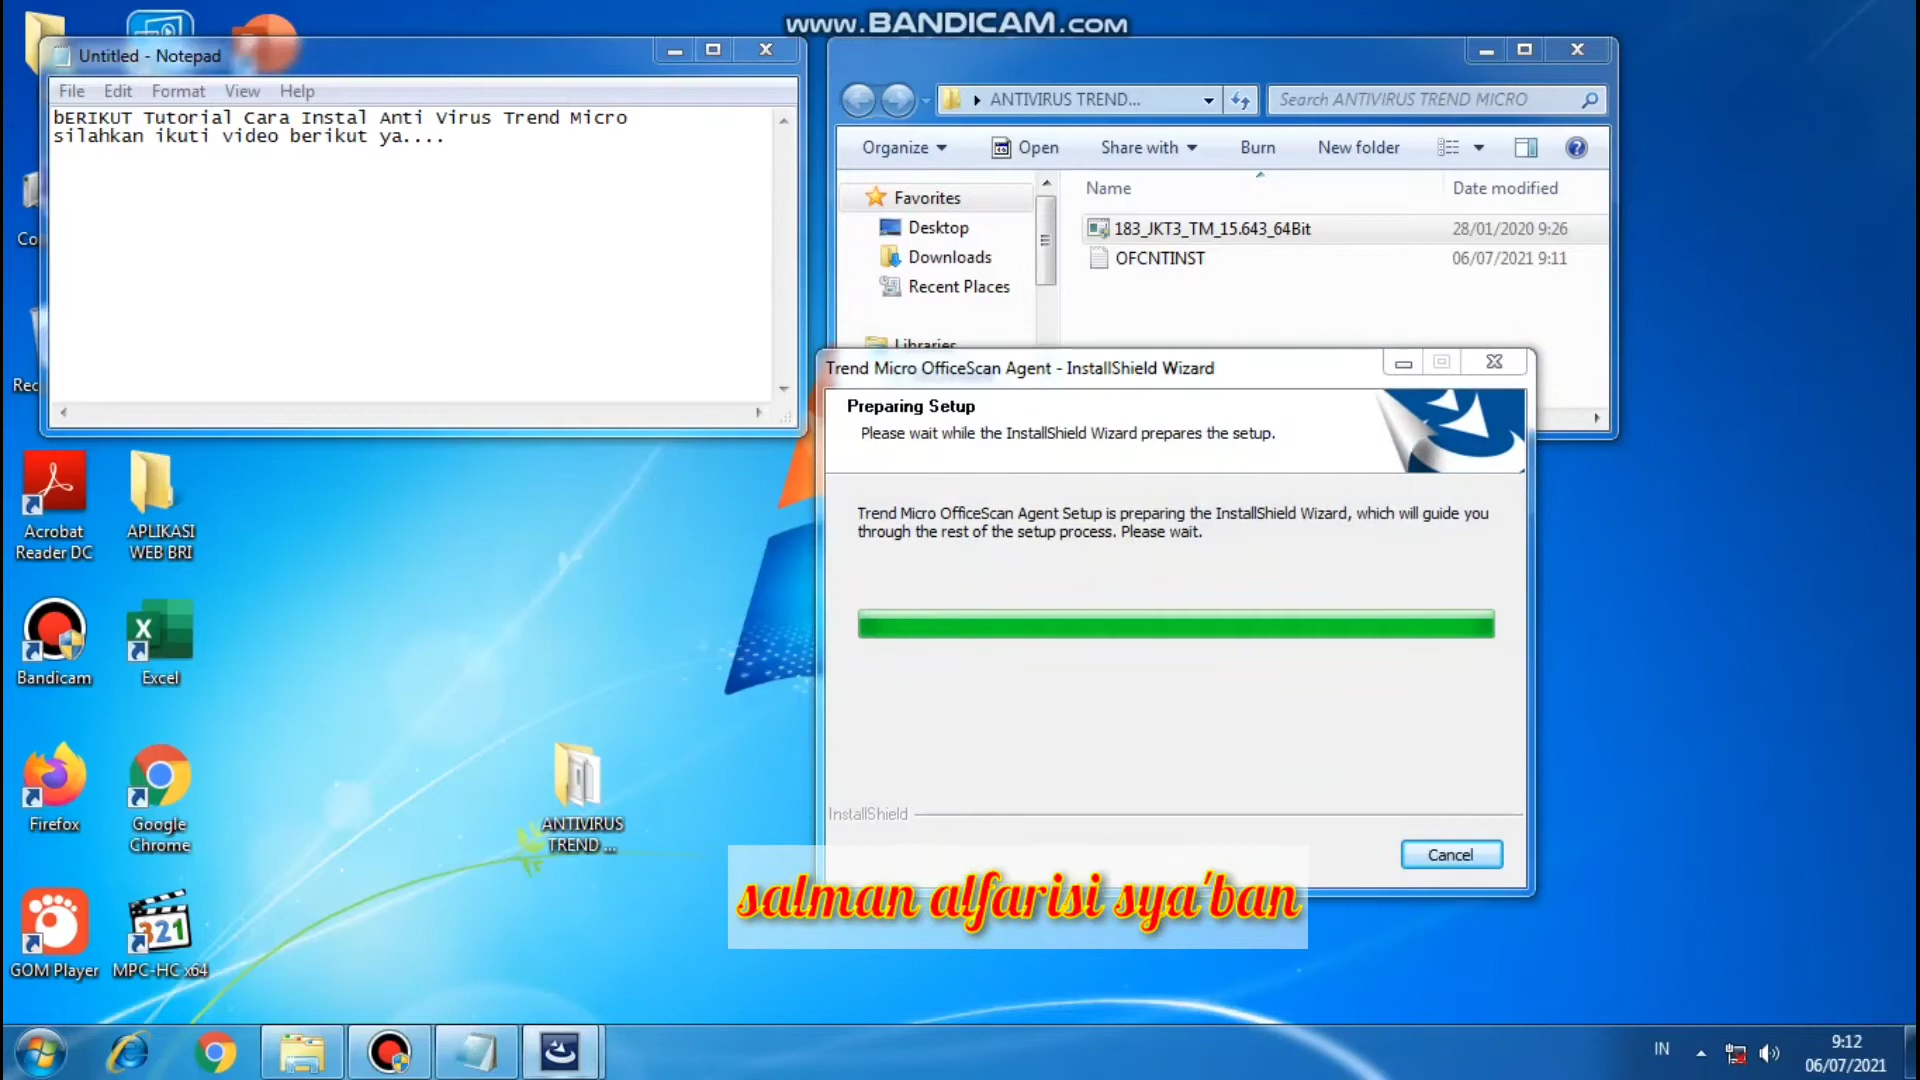 www.BANDICAM.com
Untitled - Notepad
File Edit Format View Help
bERIKUT Tutorial Cara Instal Anti Virus Trend Micro
silahkan ikuti video berikut ya....
ANTIVIRUS TREND...
Search ANTIVIRUS TREND MICRO
Organize Open Share with Burn New folder
Favorites
Desktop
Downloads
Recent Places
Libraries
Name Date modified
183_JKT3_TM_15.643_64Bit 28/01/2020 9:26
OFCNTINST 06/07/2021 9:11
Trend Micro OfficeScan Agent - InstallShield Wizard
Preparing Setup
Please wait while the InstallShield Wizard prepares the setup.
Trend Micro OfficeScan Agent Setup is preparing the InstallShield Wizard, which will guide you
through the rest of the setup process. Please wait.
InstallShield
Cancel
Acrobat
Reader DC
APLIKASI
WEB BRI
Bandicam
Excel
Firefox
Google
Chrome
ANTIVIRUS
TREND ...
GOM Player
321
MPC-HC x64
salman alfarisi sya'ban
IN
9:12
06/07/2021